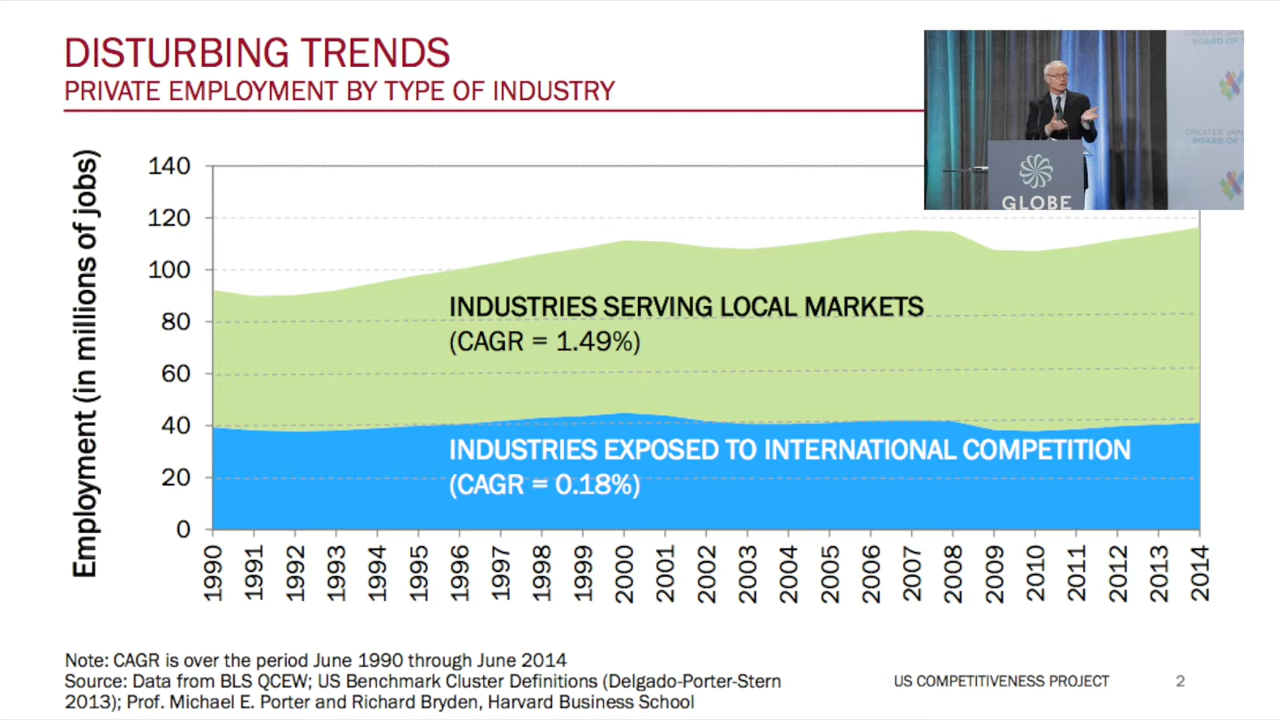 DISTURBING TRENDS
PRIVATE EMPLOYMENT BY TYPE OF INDUSTRY
GREATER VAN
BOARD OF
GLOBE
Employment (in millions of jobs)
140
120
100
80
60
40
20
0
INDUSTRIES SERVING LOCAL MARKETS
(CAGR = 1.49%)
INDUSTRIES EXPOSED TO INTERNATIONAL COMPETITION
(CAGR = 0.18%)
1990 1991 1992 1993 1994 1995 1996 1997 1998 1999 2000 2001 2002 2003 2004 2005 2006 2007 2008 2009 2010 2011 2012 2013 2014
Note: CAGR is over the period June 1990 through June 2014
Source: Data from BLS QCEW; US Benchmark Cluster Definitions (Delgado-Porter-Stern
2013); Prof. Michael E. Porter and Richard Bryden, Harvard Business School
US COMPETITIVENESS PROJECT 2